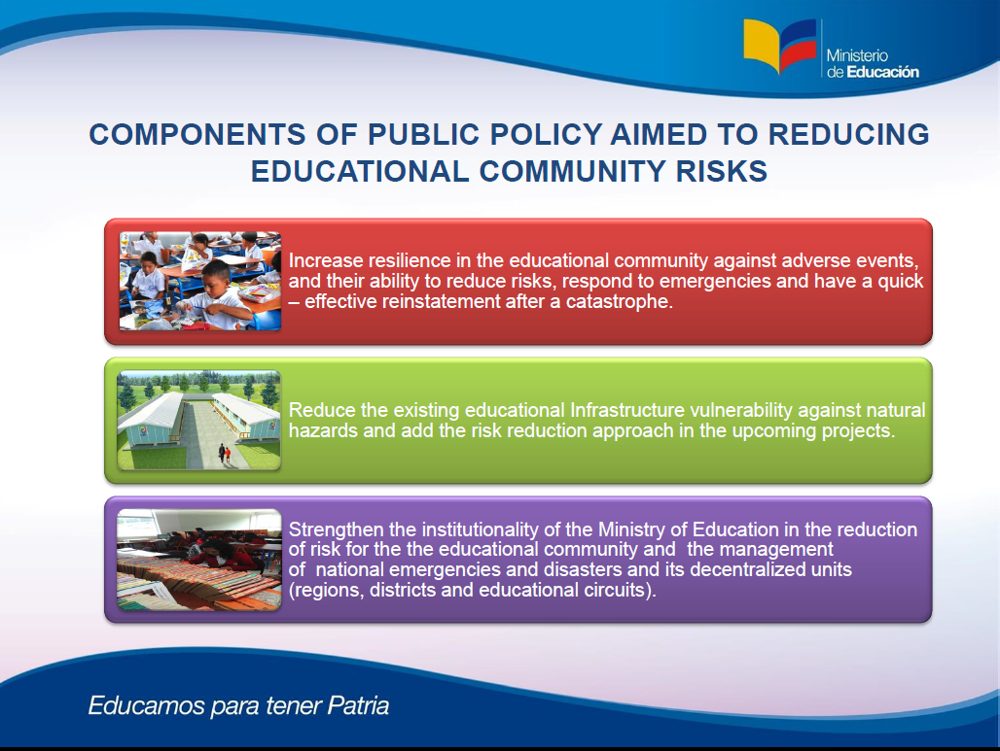 Ministerio
de Educación
COMPONENTS OF PUBLIC POLICY AIMED TO REDUCING
EDUCATIONAL COMMUNITY RISKS
Increase resilience in the educational community against adverse events,
and their ability to reduce risks, respond to emergencies and have a quick
– effective reinstatement after a catastrophe.
Reduce the existing educational Infrastructure vulnerability against natural
hazards and add the risk reduction approach in the upcoming projects.
Strengthen the institutionality of the Ministry of Education in the reduction
of risk for the the educational community and  the management
of  national emergencies and disasters and its decentralized units
(regions, districts and educational circuits).
Educamos para tener Patria